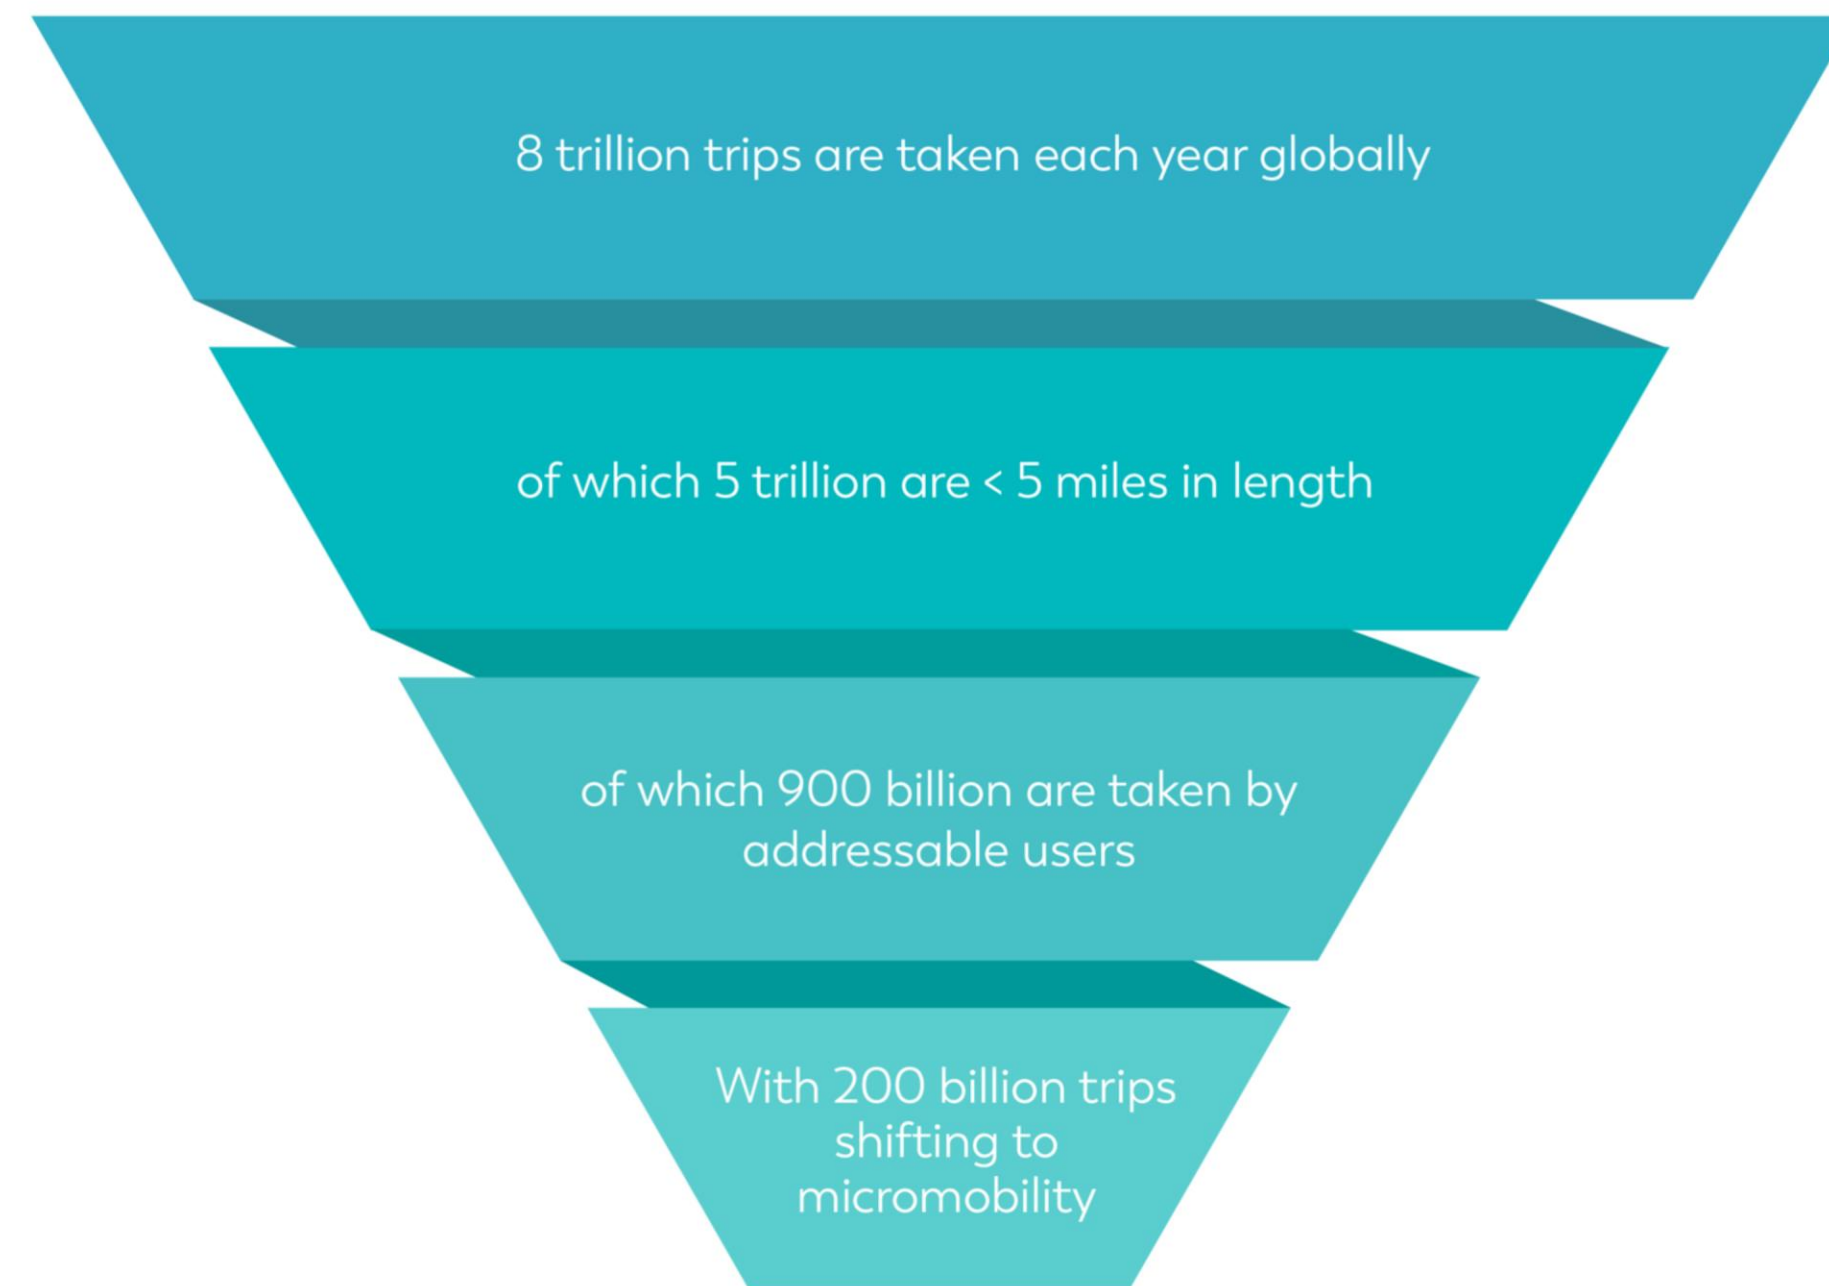 8 trillion trips are taken each year globally
of which 5 trillion are < 5 miles in length
of which 900 billion are taken by
addressable users
With 200 billion trips
shifting to
micromobility